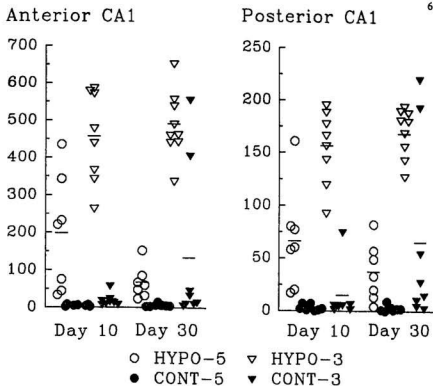 Anterior CA1
Posterior CA1
6
700
600
500
400
300
200
100
0
250
200
150
100
50
0
Day 10 Day 30
Day 10 Day 30
○ HYPO-5 ▽ HYPO-3
● CONT-5 ▼ CONT-3